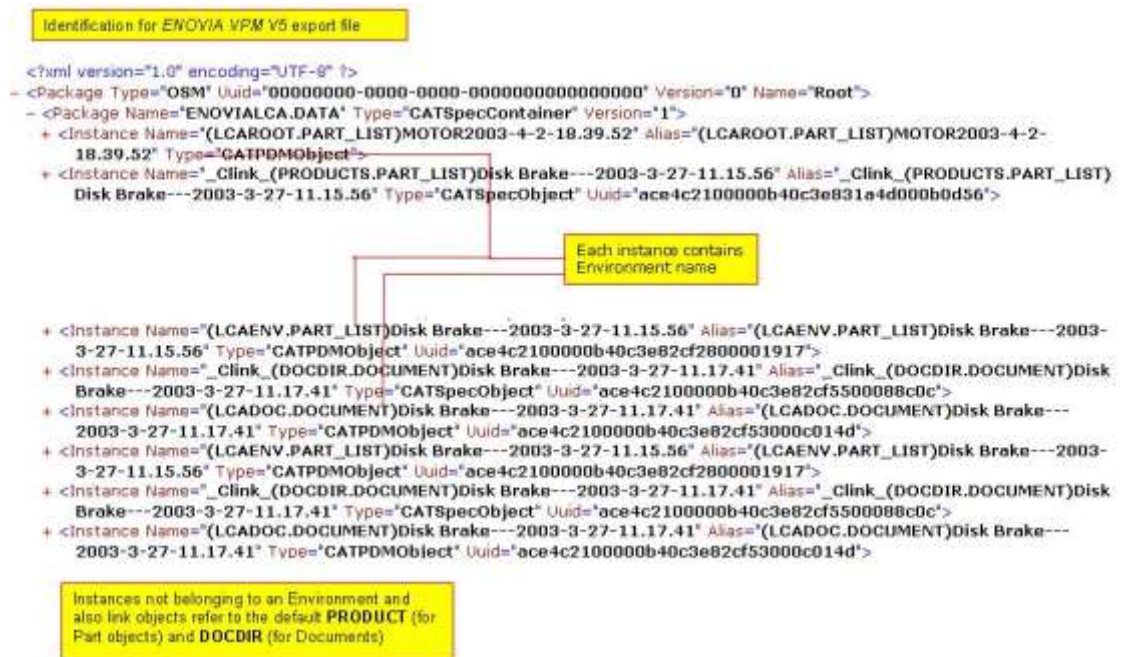 Identification for ENOVIA VPM V5 export file
<?xml version="1.0" encoding="UTF-8" ?>
- <Package Type="OSM" Uuid="00000000-0000-0000-0000000000000000" Version="0" Name="Root">
- <Package Name="ENOVIALCA.DATA" Type="CATSpecContainer" Version="1">
+ <Instance Name="(LCAROOT.PART_LIST)MOTOR2003-4-2-18.39.52" Alias="(LCAROOT.PART_LIST)MOTOR2003-4-2-
18.39.52" Type="CATPDMObject">
+ <Instance Name="_Clink_(PRODUCTS.PART_LIST)Disk Brake---2003-3-27-11.15.56" Alias="_Clink_(PRODUCTS.PART_LIST)
Disk Brake---2003-3-27-11.15.56" Type="CATSpecObject" Uuid="ace4c2100000b40c3e831a4d000b0d56">
Each instance contains
Environment name
+ <Instance Name="(LCAENV.PART_LIST)Disk Brake---2003-3-27-11.15.56" Alias="(LCAENV.PART_LIST)Disk Brake---2003-
3-27-11.15.56" Type="CATPDMObject" Uuid="ace4c2100000b40c3e82cf2800001917">
+ <Instance Name="_Clink_(DOCDIR.DOCUMENT)Disk Brake---2003-3-27-11.17.41" Alias="_Clink_(DOCDIR.DOCUMENT)Disk
Brake---2003-3-27-11.17.41" Type="CATSpecObject" Uuid="ace4c2100000b40c3e82cf5500088c0c">
+ <Instance Name="(LCADOC.DOCUMENT)Disk Brake---2003-3-27-11.17.41" Alias="(LCADOC.DOCUMENT)Disk Brake---
2003-3-27-11.17.41" Type="CATPDMObject" Uuid="ace4c2100000b40c3e82cf53000c014d">
+ <Instance Name="(LCAENV.PART_LIST)Disk Brake---2003-3-27-11.15.56" Alias="(LCAENV.PART_LIST)Disk Brake---2003-
3-27-11.15.56" Type="CATPDMObject" Uuid="ace4c2100000b40c3e82cf2800001917">
+ <Instance Name="_Clink_(DOCDIR.DOCUMENT)Disk Brake---2003-3-27-11.17.41" Alias="_Clink_(DOCDIR.DOCUMENT)Disk
Brake---2003-3-27-11.17.41" Type="CATSpecObject" Uuid="ace4c2100000b40c3e82cf5500088c0c">
+ <Instance Name="(LCADOC.DOCUMENT)Disk Brake---2003-3-27-11.17.41" Alias="(LCADOC.DOCUMENT)Disk Brake---
2003-3-27-11.17.41" Type="CATPDMObject" Uuid="ace4c2100000b40c3e82cf53000c014d">
Instances not belonging to an Environment and
also link objects refer to the default PRODUCT (for
Part objects) and DOCDIR (for Documents)